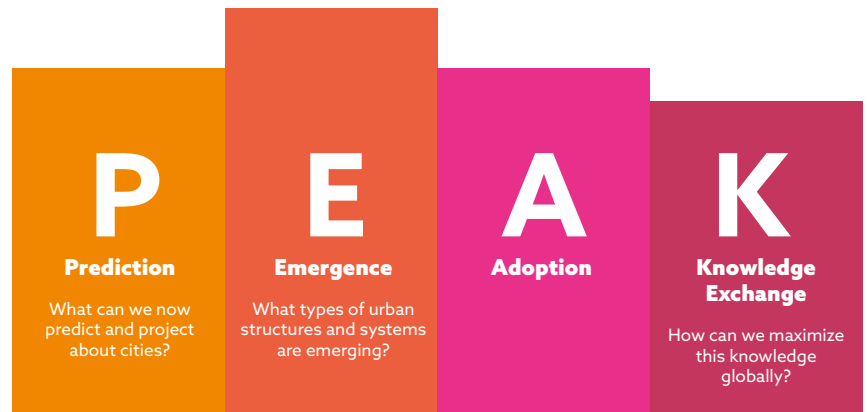 P
Prediction
What can we now
predict and project
about cities?
E
Emergence
What types of urban
structures and systems
are emerging?
A
Adoption
K
Knowledge
Exchange
How can we maximize
this knowledge
globally?